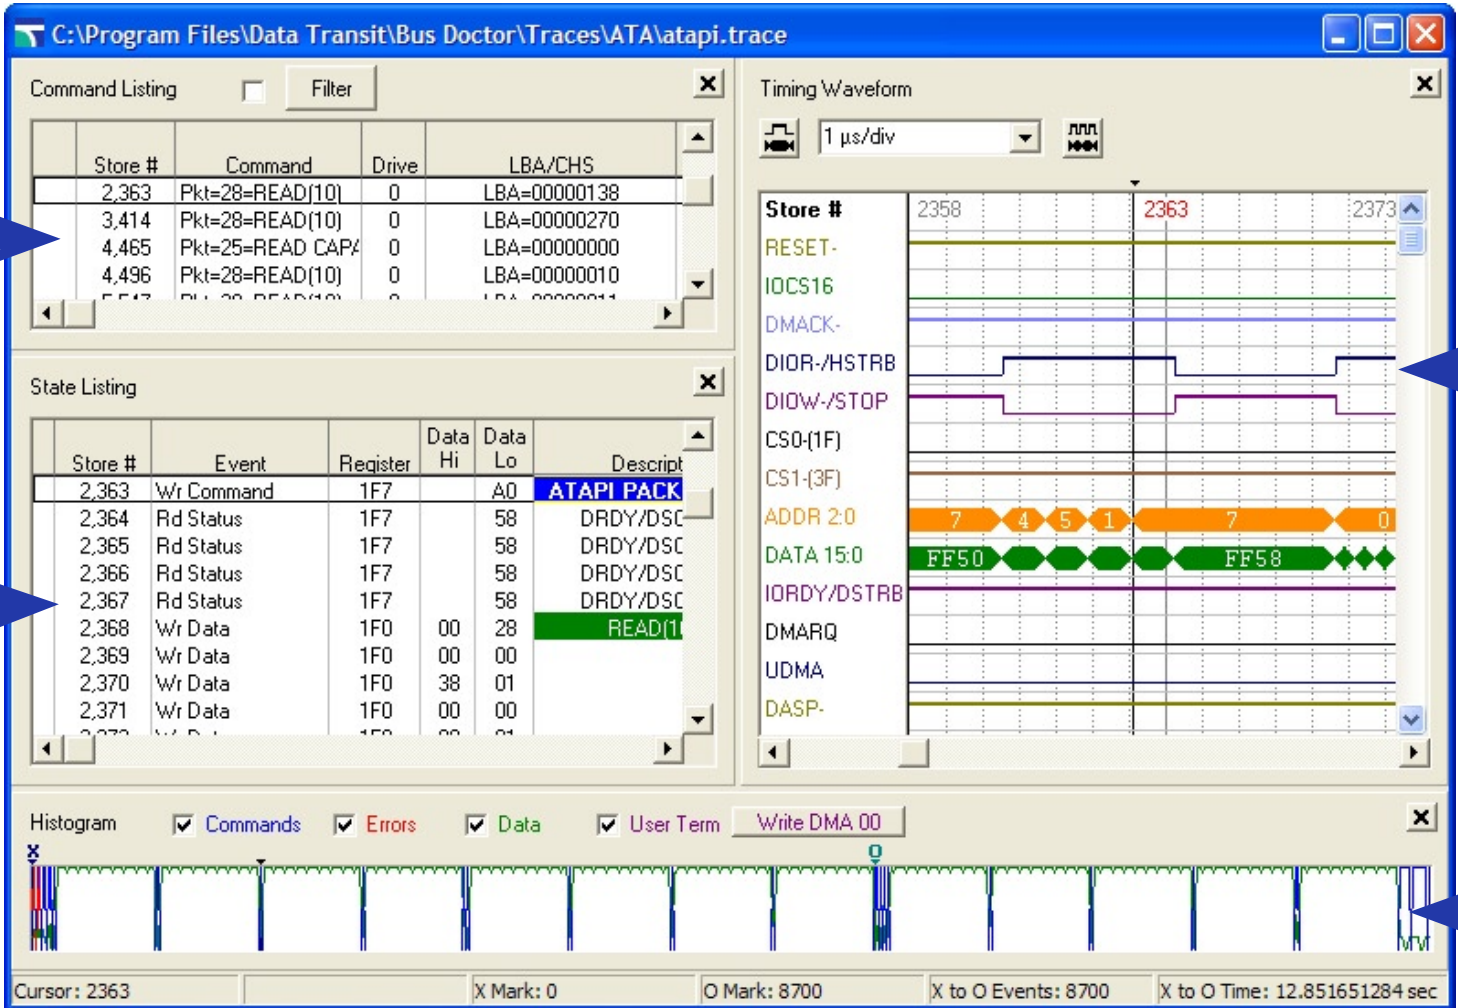 C:\Program Files\Data Transit\Bus Doctor\Traces\ATA\atapi.trace
Command Listing Filter
Store # Command Drive LBA/CHS
2,363 Pkt=28=READ(10) 0 LBA=00000138
3,414 Pkt=28=READ(10) 0 LBA=00000270
4,465 Pkt=25=READ CAPA 0 LBA=00000000
4,496 Pkt=28=READ(10) 0 LBA=00000010
State Listing
Store # Event Register Data Hi Data Lo Descript
2,363 Wr Command 1F7 A0 ATAPI PACK
2,364 Rd Status 1F7 58 DRDY/DSC
2,365 Rd Status 1F7 58 DRDY/DSC
2,366 Rd Status 1F7 58 DRDY/DSC
2,367 Rd Status 1F7 58 DRDY/DSC
2,368 Wr Data 1F0 00 28 READ(1
2,369 Wr Data 1F0 00 00
2,370 Wr Data 1F0 38 01
2,371 Wr Data 1F0 00 00
Timing Waveform
1 µs/div
Store # 2358 2363 2373
RESET-
IOCS16
DMACK-
DIOR-/HSTRB
DIOW-/STOP
CS0-(1F)
CS1-(3F)
ADDR 2:0 7 4 5 1 7 0
DATA 15:0 FF50 FF58
IORDY/DSTRB
DMARQ
UDMA
DASP-
Histogram Commands Errors Data User Term Write DMA 00
X O
Cursor: 2363 X Mark: 0 O Mark: 8700 X to O Events: 8700 X to O Time: 12.851651284 sec